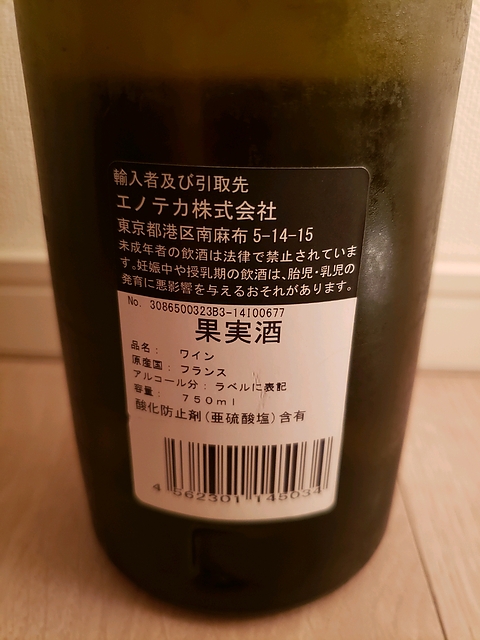 輸入者及び引取先
エノテカ株式会社
東京都港区南麻布5-14-15
未成年者の飲酒は法律で禁止されていま
す。妊娠中や授乳期の飲酒は、胎児・乳児の
発育に悪影響を与えるおそれがあります。
No. 3086500323B3-14I00677
果実酒
品名: ワイン
原産国: フランス
アルコール分: ラベルに表記
容量: 750ml
酸化防止剤(亜硫酸塩)含有
4 562301 145034